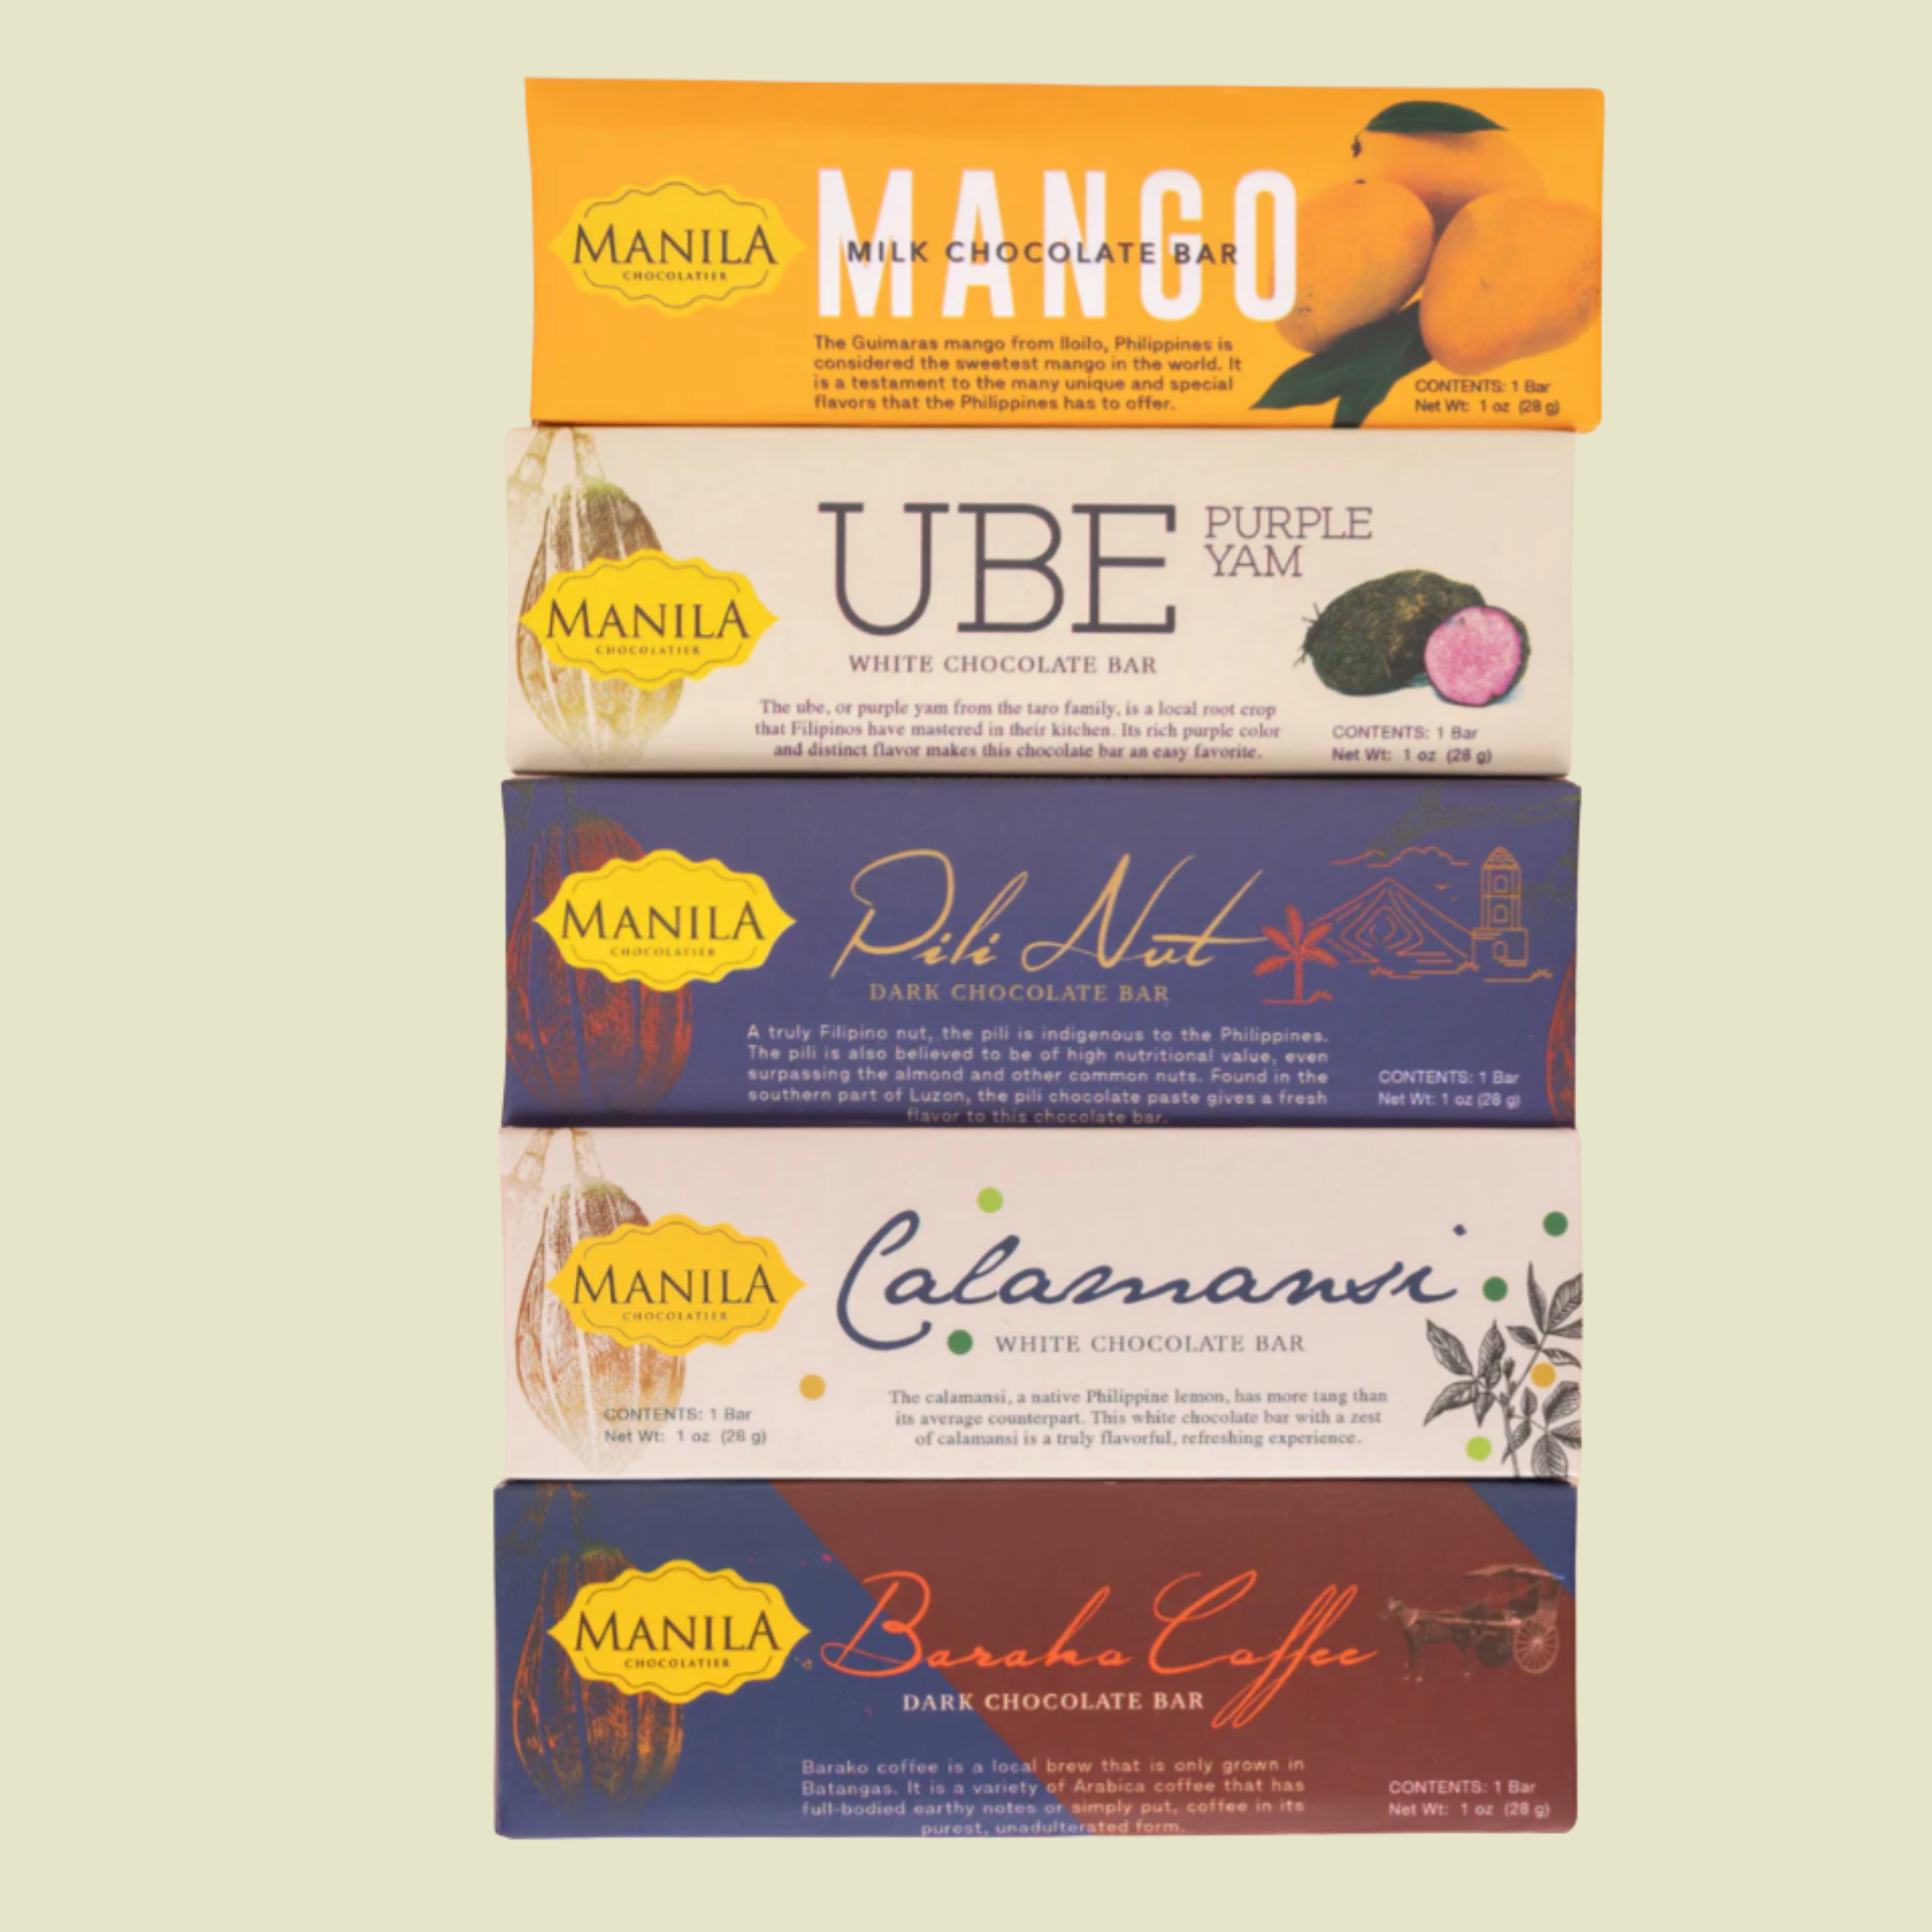 MANILA
CHOCOLATIER
MANGO
MILK CHOCOLATE BAR
The Guimaras mango from Iloilo, Philippines is
considered the sweetest mango in the world. It
is a testament to the many unique and special
flavors that the Philippines has to offer.
CONTENTS: 1 Bar
Net Wt: 1 oz (28 g)
MANILA
CHOCOLATIER
UBE
PURPLE
YAM
WHITE CHOCOLATE BAR
The ube, or purple yam from the taro family, is a local root crop
that Filipinos have mastered in their kitchen. Its rich purple color
and distinct flavor makes this chocolate bar an easy favorite.
CONTENTS: 1 Bar
Net Wt: 1 oz (28 g)
MANILA
CHOCOLATIER
Pili Nut
DARK CHOCOLATE BAR
A truly Filipino nut, the pili is indigenous to the Philippines.
The pili is also believed to be of high nutritional value, even
surpassing the almond and other common nuts. Found in the
southern part of Luzon, the pili chocolate paste gives a fresh
flavor to this chocolate bar.
CONTENTS: 1 Bar
Net Wt: 1 oz (28 g)
MANILA
CHOCOLATIER
Calamansi
WHITE CHOCOLATE BAR
The calamansi, a native Philippine lemon, has more tang than
its average counterpart. This white chocolate bar with a zest
of calamansi is a truly flavorful, refreshing experience.
CONTENTS: 1 Bar
Net Wt: 1 oz (28 g)
MANILA
CHOCOLATIER
Barako Coffee
DARK CHOCOLATE BAR
Barako coffee is a local brew that is only grown in
Batangas. It is a variety of Arabica coffee that has
full-bodied earthy notes or simply put, coffee in its
purest, unadulterated form.
CONTENTS: 1 Bar
Net Wt: 1 oz (28 g)